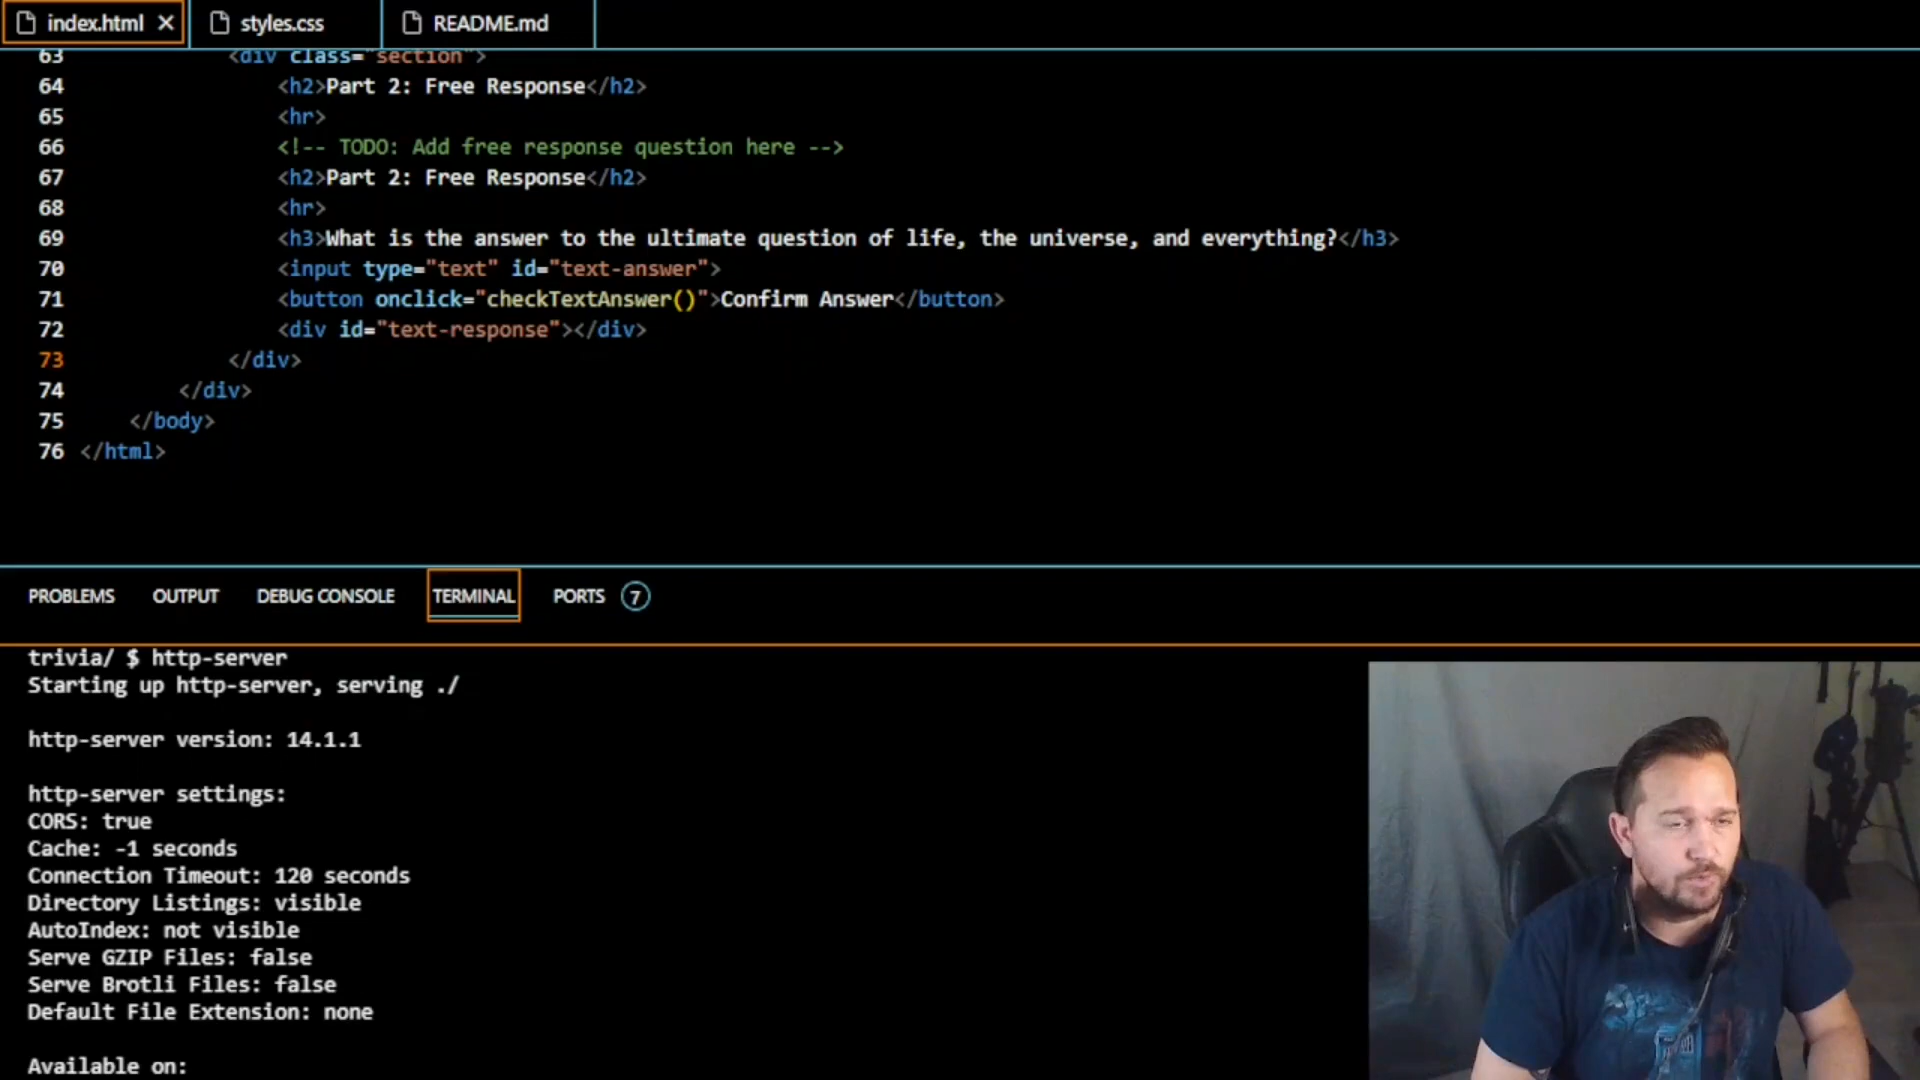 index.html
styles.css
README.md
63 <div class="section">
64 <h2>Part 2: Free Response</h2>
65 <hr>
66 <!-- TODO: Add free response question here -->
67 <h2>Part 2: Free Response</h2>
68 <hr>
69 <h3>What is the answer to the ultimate question of life, the universe, and everything?</h3>
70 <input type="text" id="text-answer">
71 <button onclick="checkTextAnswer()">Confirm Answer</button>
72 <div id="text-response"></div>
73 </div>
74 </div>
75 </body>
76 </html>
PROBLEMS OUTPUT DEBUG CONSOLE TERMINAL PORTS 7
trivia/ $ http-server
Starting up http-server, serving ./
http-server version: 14.1.1
http-server settings:
CORS: true
Cache: -1 seconds
Connection Timeout: 120 seconds
Directory Listings: visible
AutoIndex: not visible
Serve GZIP Files: false
Serve Brotli Files: false
Default File Extension: none
Available on: